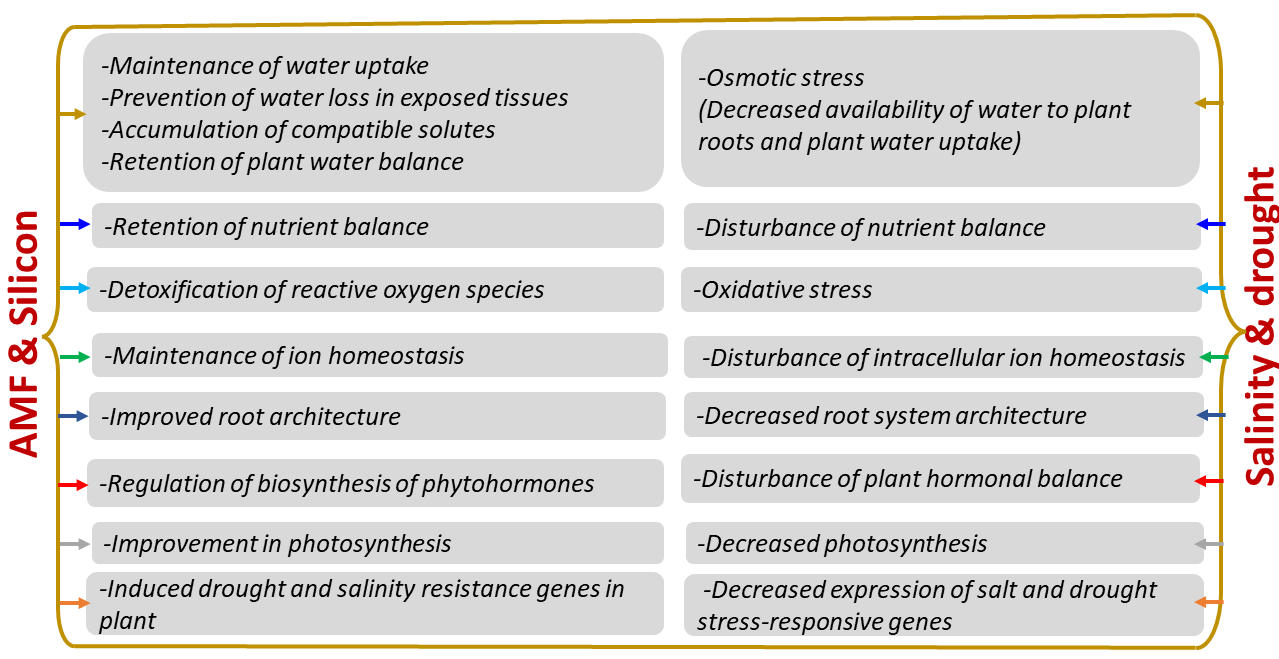 AMF & Silicon
-Maintenance of water uptake
-Prevention of water loss in exposed tissues
-Accumulation of compatible solutes
-Retention of plant water balance
-Retention of nutrient balance
-Detoxification of reactive oxygen species
-Maintenance of ion homeostasis
-Improved root architecture
-Regulation of biosynthesis of phytohormones
-Improvement in photosynthesis
-Induced drought and salinity resistance genes in
plant
-Osmotic stress
(Decreased availability of water to plant
roots and plant water uptake)
-Disturbance of nutrient balance
-Oxidative stress
-Disturbance of intracellular ion homeostasis
-Decreased root system architecture
-Disturbance of plant hormonal balance
-Decreased photosynthesis
-Decreased expression of salt and drought
stress-responsive genes
Salinity & drought